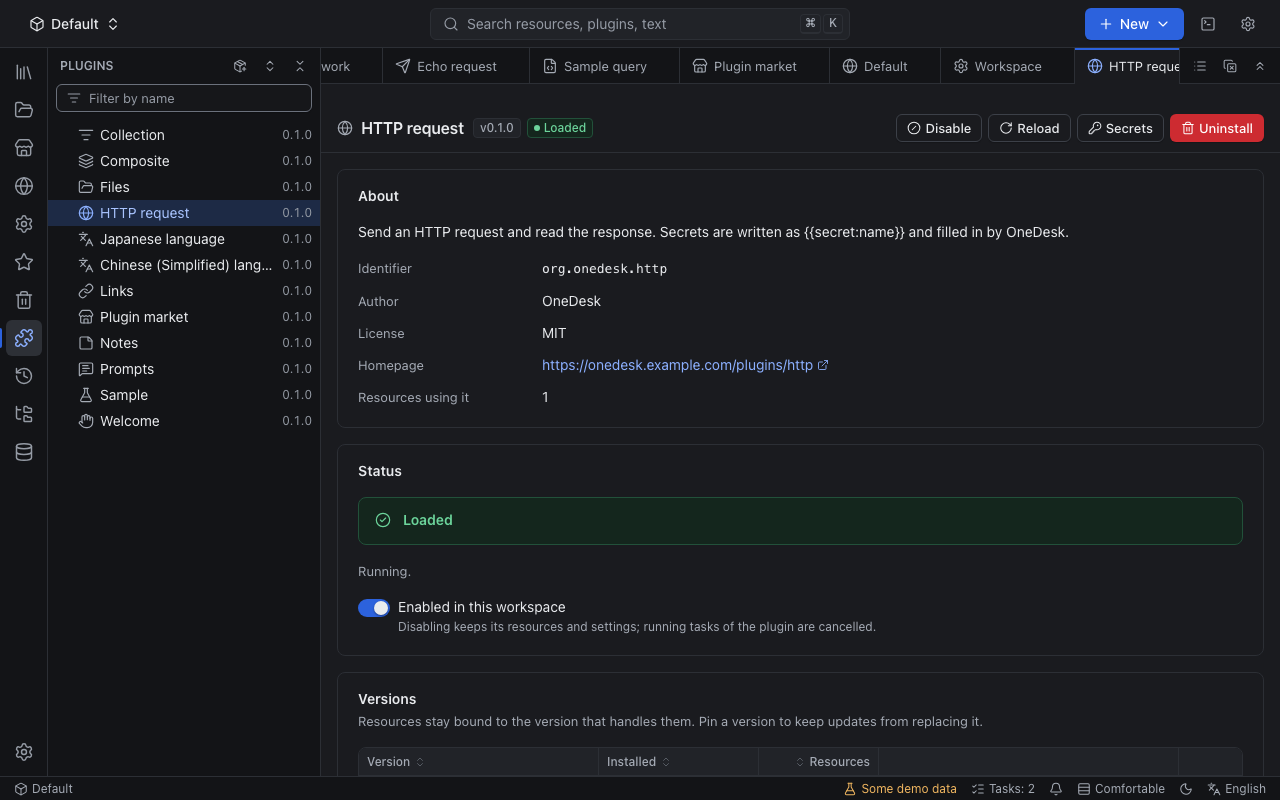 Default
Search resources, plugins, text
⌘ K
New
PLUGINS
work
Echo request
Sample query
Plugin market
Default
Workspace
HTTP reque
Filter by name
Collection 0.1.0
Composite 0.1.0
Files 0.1.0
HTTP request 0.1.0
Japanese language 0.1.0
Chinese (Simplified) lang... 0.1.0
Links 0.1.0
Plugin market 0.1.0
Notes 0.1.0
Prompts 0.1.0
Sample 0.1.0
Welcome 0.1.0
HTTP request v0.1.0 Loaded
Disable
Reload
Secrets
Uninstall
About
Send an HTTP request and read the response. Secrets are written as {{secret:name}} and filled in by OneDesk.
Identifier org.onedesk.http
Author OneDesk
License MIT
Homepage https://onedesk.example.com/plugins/http
Resources using it 1
Status
Loaded
Running.
Enabled in this workspace
Disabling keeps its resources and settings; running tasks of the plugin are cancelled.
Versions
Resources stay bound to the version that handles them. Pin a version to keep updates from replacing it.
Version Installed Resources
Default
Some demo data
Tasks: 2
Comfortable
English